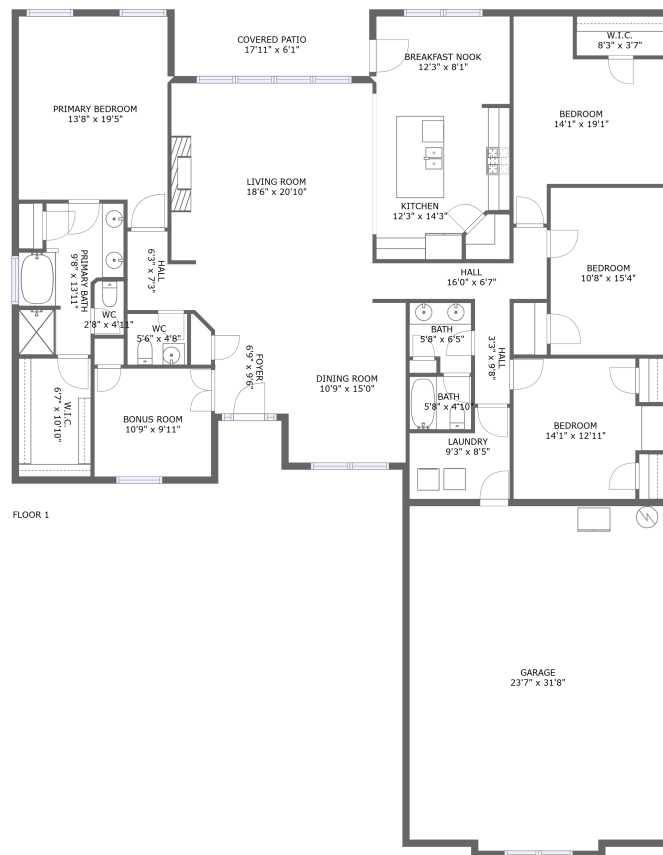 COVERED PATIO
17'11" x 6'1"
BREAKFAST NOOK
12'3" x 8'1"
W.I.C.
8'3" x 3'7"
PRIMARY BEDROOM
13'8" x 19'5"
BEDROOM
14'1" x 19'1"
LIVING ROOM
18'6" x 20'10"
KITCHEN
12'3" x 14'3"
PRIMARY BATH
9'8" x 13'11"
HALL
6'3" x 7'3"
HALL
16'0" x 6'7"
BEDROOM
10'8" x 15'4"
WC
2'8" x 4'11"
WC
5'6" x 4'8"
BATH
5'8" x 6'5"
HALL
3'3" x 9'8"
FOYER
6'9" x 9'6"
DINING ROOM
10'9" x 15'0"
BATH
5'8" x 4'10"
W.I.C.
6'7" x 10'10"
BONUS ROOM
10'9" x 9'11"
BEDROOM
14'1" x 12'11"
LAUNDRY
9'3" x 8'5"
FLOOR 1
GARAGE
23'7" x 31'8"